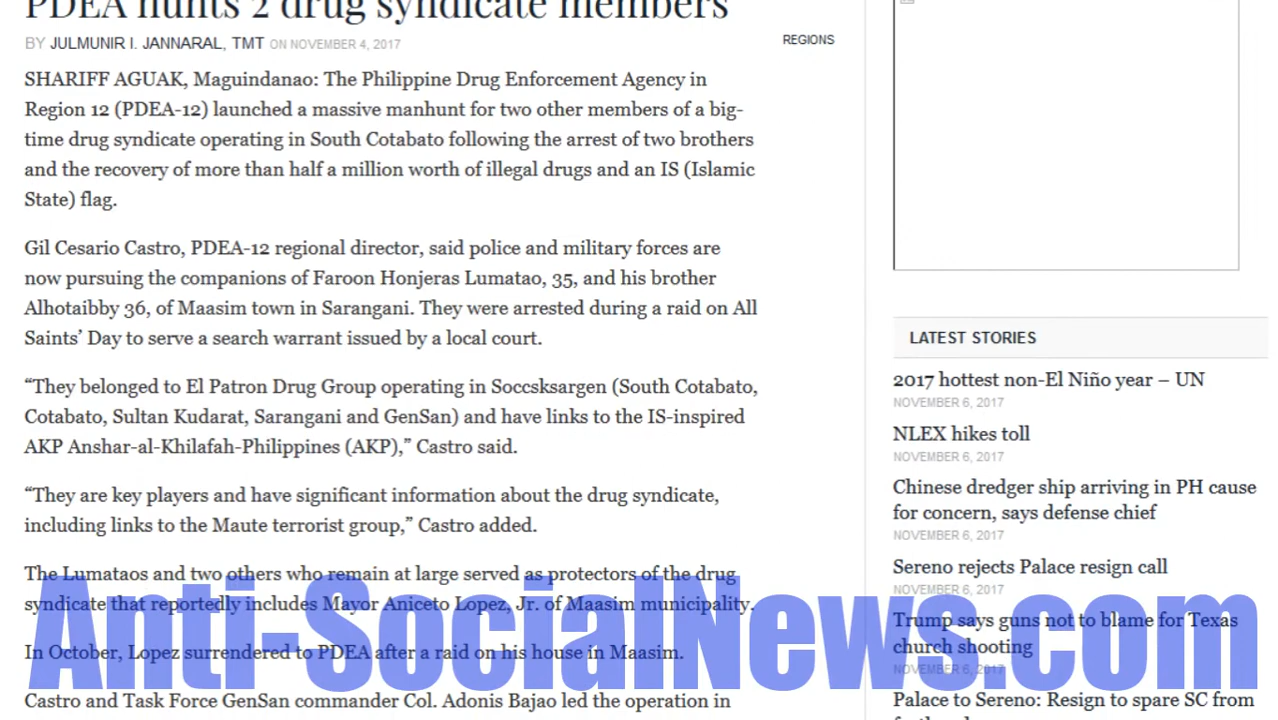 PDEA hunts 2 drug syndicate members
BY JULMUNIR I. JANNARAL, TMT ON NOVEMBER 4, 2017
REGIONS
SHARIFF AGUAK, Maguindanao: The Philippine Drug Enforcement Agency in
Region 12 (PDEA-12) launched a massive manhunt for two other members of a big-
time drug syndicate operating in South Cotabato following the arrest of two brothers
and the recovery of more than half a million worth of illegal drugs and an IS (Islamic
State) flag.
Gil Cesario Castro, PDEA-12 regional director, said police and military forces are
now pursuing the companions of Faroon Honjeras Lumatao, 35, and his brother
Alhotaibby 36, of Maasim town in Sarangani. They were arrested during a raid on All
Saints’ Day to serve a search warrant issued by a local court.
“They belonged to El Patron Drug Group operating in Soccsksargen (South Cotabato,
Cotabato, Sultan Kudarat, Sarangani and GenSan) and have links to the IS-inspired
AKP Anshar-al-Khilafah-Philippines (AKP),” Castro said.
“They are key players and have significant information about the drug syndicate,
including links to the Maute terrorist group,” Castro added.
The Lumataos and two others who remain at large served as protectors of the drug
syndicate that reportedly includes Mayor Aniceto Lopez, Jr. of Maasim municipality.
In October, Lopez surrendered to PDEA after a raid on his house in Maasim.
Castro and Task Force GenSan commander Col. Adonis Bajao led the operation in
LATEST STORIES
2017 hottest non-El Niño year – UN
NOVEMBER 6, 2017
NLEX hikes toll
NOVEMBER 6, 2017
Chinese dredger ship arriving in PH cause
for concern, says defense chief
NOVEMBER 6, 2017
Sereno rejects Palace resign call
NOVEMBER 6, 2017
Trump says guns not to blame for Texas
church shooting
NOVEMBER 6, 2017
Palace to Sereno: Resign to spare SC from
Anti-SocialNews.com